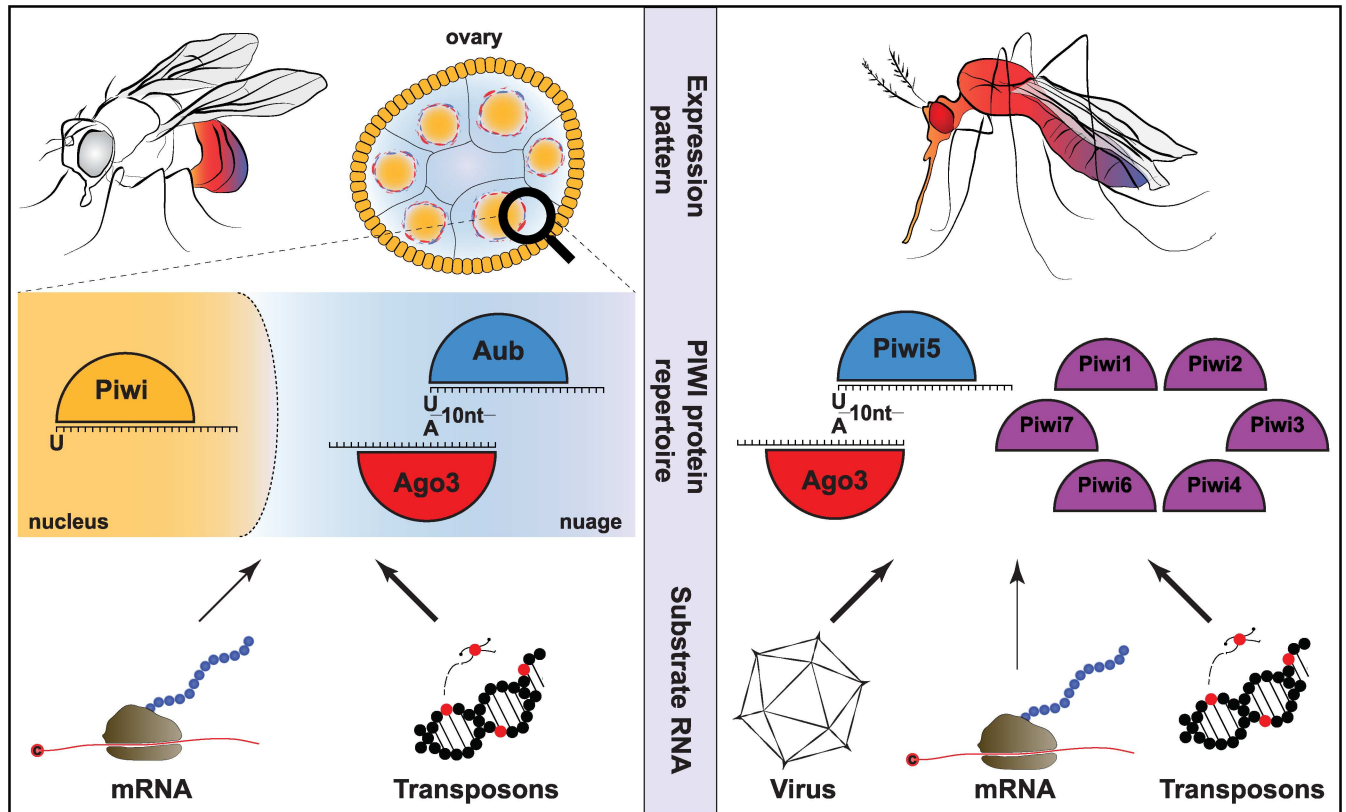 ovary
Piwi
U
nucleus
Aub
U
10nt
A
Ago3
nuage
mRNA
Transposons
Expression
pattern
PIWI protein
repertoire
Substrate RNA
Piwi5
U
10nt
A
Ago3
Piwi1
Piwi2
Piwi7
Piwi3
Piwi6
Piwi4
Virus
mRNA
Transposons
C
C